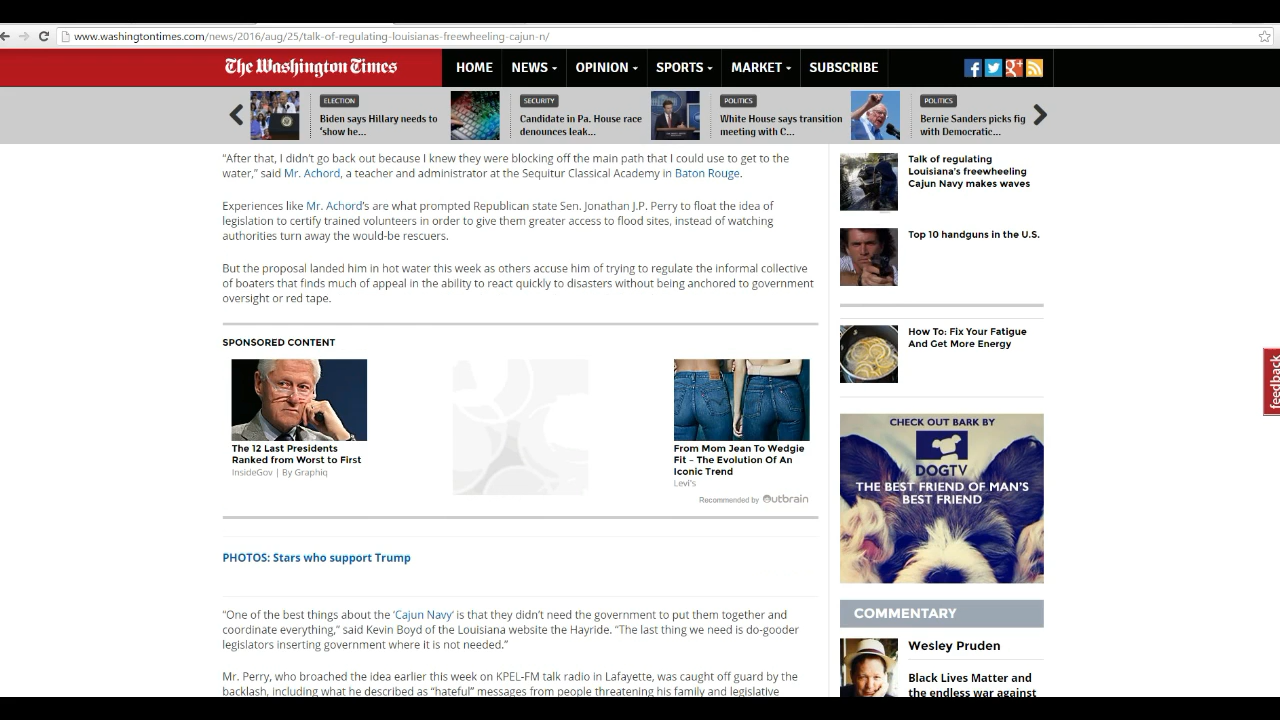 www.washingtontimes.com/news/2016/aug/25/talk-of-regulating-louisianas-freewheeling-cajun-n/
The Washington Times
HOME NEWS OPINION SPORTS MARKET SUBSCRIBE
ELECTION
Biden says Hillary needs to
'show he...
SECURITY
Candidate in Pa. House race
denounces leak...
POLITICS
White House says transition
meeting with C...
POLITICS
Bernie Sanders picks fig
with Democratic...
"After that, I didn't go back out because I knew they were blocking off the main path that I could use to get to the
water," said Mr. Achord, a teacher and administrator at the Sequitur Classical Academy in Baton Rouge.
Experiences like Mr. Achord's are what prompted Republican state Sen. Jonathan J.P. Perry to float the idea of
legislation to certify trained volunteers in order to give them greater access to flood sites, instead of watching
authorities turn away the would-be rescuers.
But the proposal landed him in hot water this week as others accuse him of trying to regulate the informal collective
of boaters that finds much of appeal in the ability to react quickly to disasters without being anchored to government
oversight or red tape.
SPONSORED CONTENT
The 12 Last Presidents
Ranked from Worst to First
InsideGov | By Graphiq
From Mom Jean To Wedgie
Fit – The Evolution Of An
Iconic Trend
Levi's
Recommended by Outbrain
PHOTOS: Stars who support Trump
"One of the best things about the 'Cajun Navy' is that they didn't need the government to put them together and
coordinate everything," said Kevin Boyd of the Louisiana website the Hayride. "The last thing we need is do-gooder
legislators inserting government where it is not needed."
Mr. Perry, who broached the idea earlier this week on KPEL-FM talk radio in Lafayette, was caught off guard by the
backlash, including what he described as "hateful" messages from people threatening his family and legislative
Talk of regulating
Louisiana's freewheeling
Cajun Navy makes waves
Top 10 handguns in the U.S.
How To: Fix Your Fatigue
And Get More Energy
CHECK OUT BARK BY
DOGTV
THE BEST FRIEND OF MAN'S
BEST FRIEND
COMMENTARY
Wesley Pruden
Black Lives Matter and
the endless war against
feedback